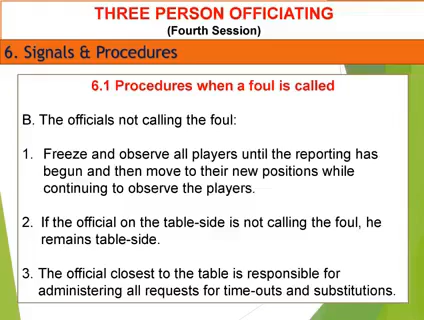 THREE PERSON OFFICIATING
(Fourth Session)
6. Signals & Procedures
6.1 Procedures when a foul is called
B. The officials not calling the foul:
1. Freeze and observe all players until the reporting has
begun and then move to their new positions while
continuing to observe the players.
2. If the official on the table-side is not calling the foul, he
remains table-side.
3. The official closest to the table is responsible for
administering all requests for time-outs and substitutions.